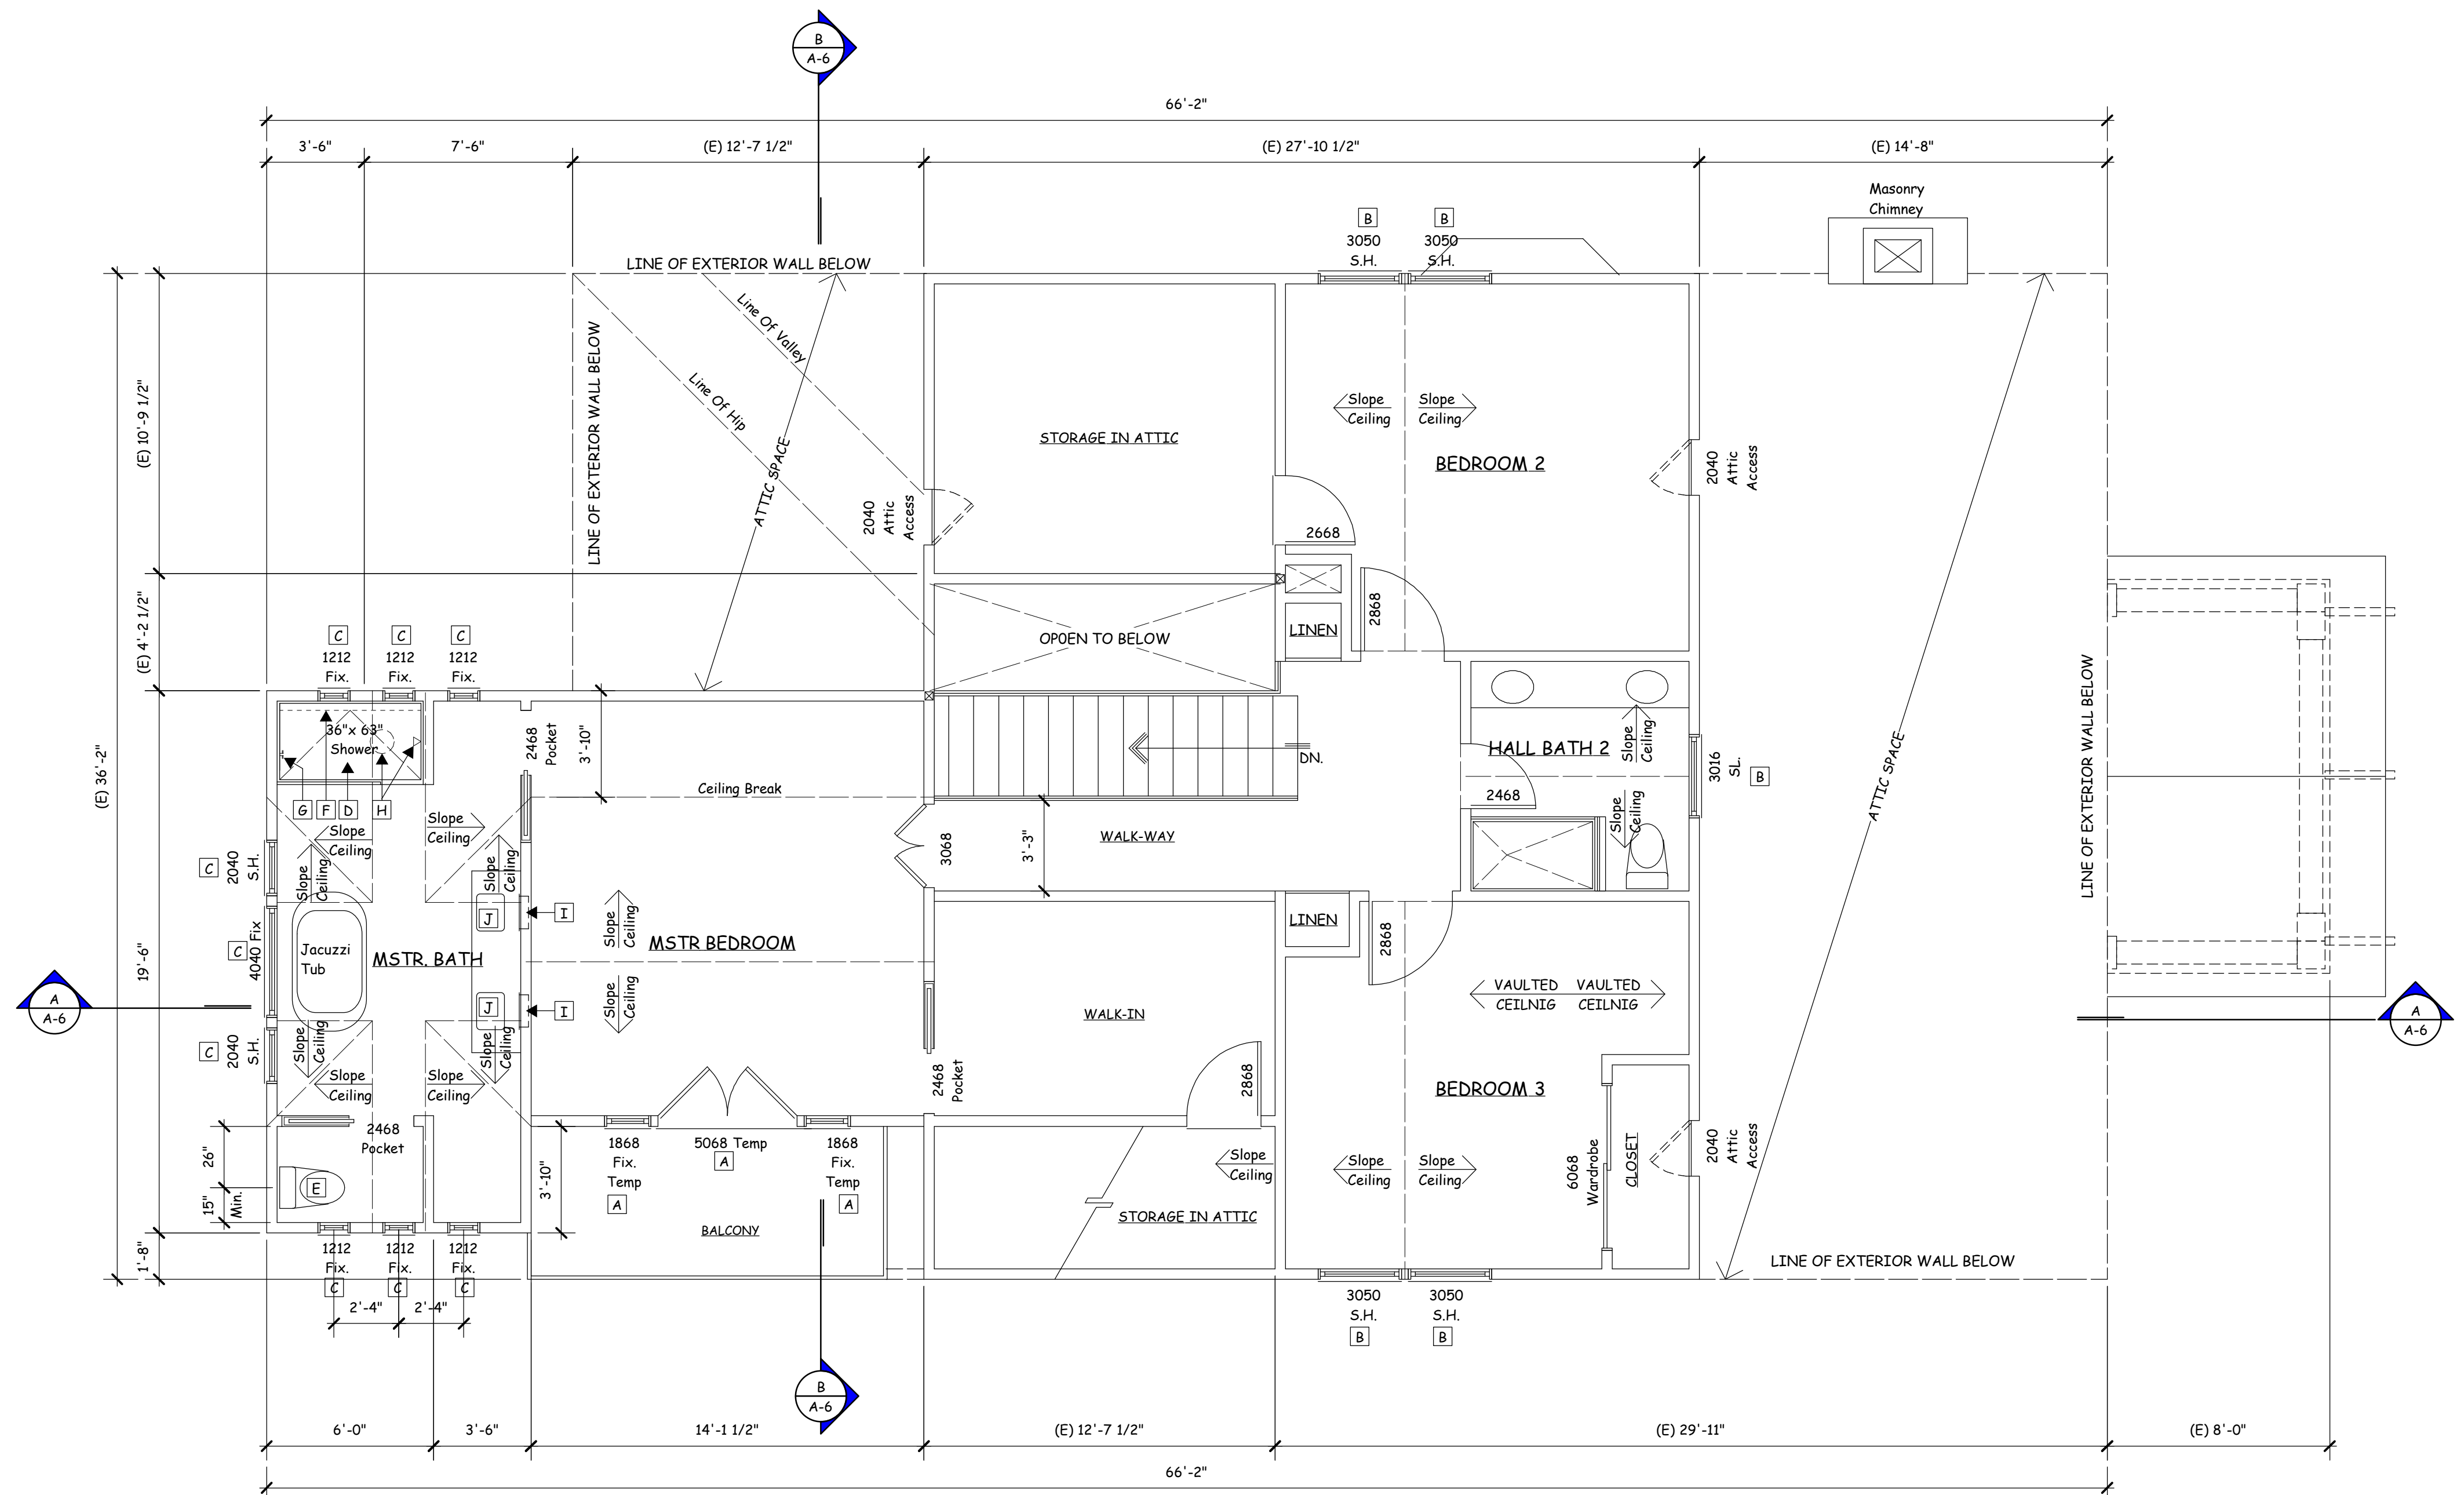 B
A-6
66'-2"
3'-6"
7'-6"
(E) 12'-7 1/2"
(E) 27'-10 1/2"
(E) 14'-8"
Masonry
Chimney
B
B
3050
3050
S.H.
S.H.
LINE OF EXTERIOR WALL BELOW
LINE OF EXTERIOR WALL BELOW
Line Of Valley
Line Of Hip
ATTIC SPACE
(E) 10'-9 1/2"
(E) 4'-2 1/2"
(E) 36'-2"
19'-6"
1'-8"
Slope
Ceiling
Slope
Ceiling
STORAGE IN ATTIC
BEDROOM 2
2040
Attic
Access
2040
Attic
Access
2668
2868
LINEN
OP0EN TO BELOW
C
C
C
1212
1212
1212
Fix.
Fix.
Fix.
36"x 63"
Shower
G
F
D
H
2468
Pocket
3'-10"
Ceiling Break
DN.
HALL BATH 2
Slope
Ceiling
2468
Slope
Ceiling
3016
SL.
B
ATTIC SPACE
LINE OF EXTERIOR WALL BELOW
Slope
Ceiling
Slope
Ceiling
3068
3'-3"
WALK-WAY
C
2040
S.H.
Slope
Ceiling
Slope
Ceiling
J
I
Slope
Ceiling
LINEN
2868
C
4040 Fix
Jacuzzi
Tub
MSTR. BATH
MSTR BEDROOM
A
A-6
J
I
Slope
Ceiling
WALK-IN
VAULTED
CEILNIG
VAULTED
CEILNIG
A
A-6
C
2040
S.H.
Slope
Ceiling
Slope
Ceiling
Slope
Ceiling
Slope
Ceiling
2468
Pocket
2868
BEDROOM 3
2468
Pocket
26"
15"
Min.
E
3'-10"
1868
Fix.
Temp
A
5068 Temp
A
1868
Fix.
Temp
A
BALCONY
Slope
Ceiling
STORAGE IN ATTIC
Slope
Ceiling
Slope
Ceiling
6068
Wardrobe
CLOSET
2040
Attic
Access
LINE OF EXTERIOR WALL BELOW
1212
1212
1212
Fix.
Fix.
Fix.
C
C
C
2'-4"
2'-4"
3050
3050
S.H.
S.H.
B
B
B
A-6
6'-0"
3'-6"
14'-1 1/2"
(E) 12'-7 1/2"
(E) 29'-11"
(E) 8'-0"
66'-2"